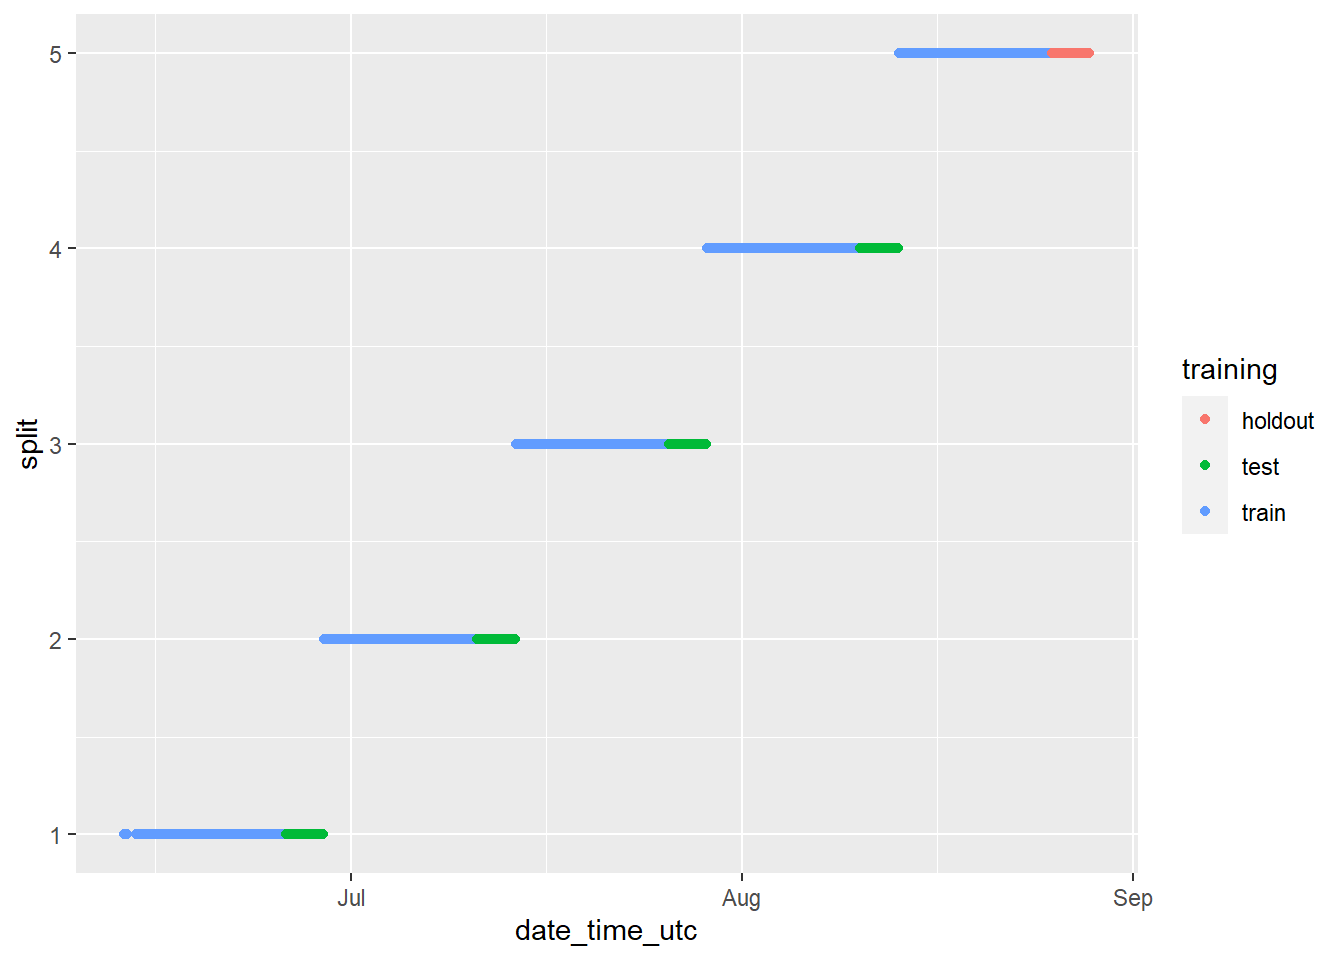 5
4
3
2
1
split
Jul
Aug
Sep
date_time_utc
training
holdout
test
train